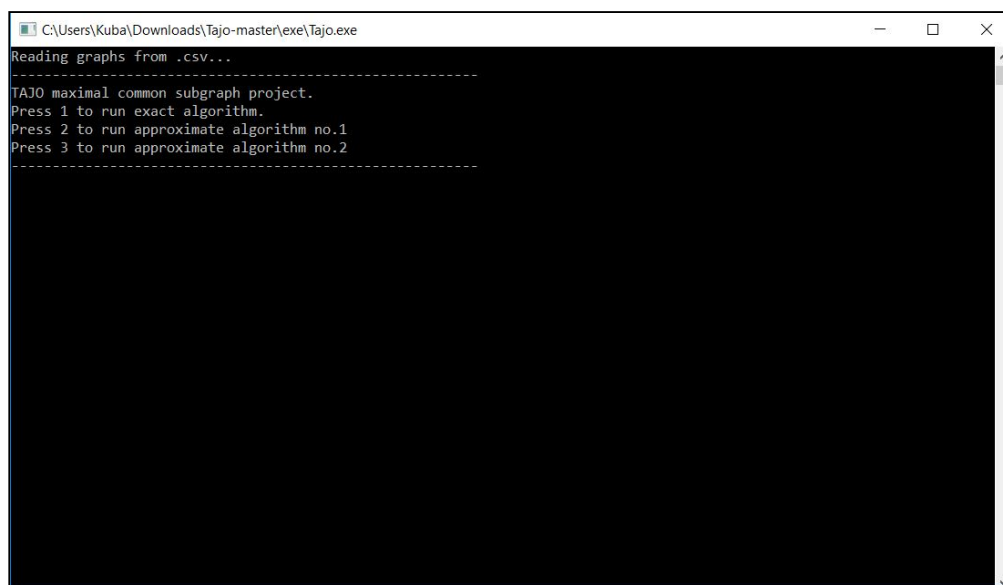 C:\Users\Kuba\Downloads\Tajo-master\exe\Tajo.exe
Reading graphs from .csv...
--------------------------------------------------------
TAJO maximal common subgraph project.
Press 1 to run exact algorithm.
Press 2 to run approximate algorithm no.1
Press 3 to run approximate algorithm no.2
--------------------------------------------------------